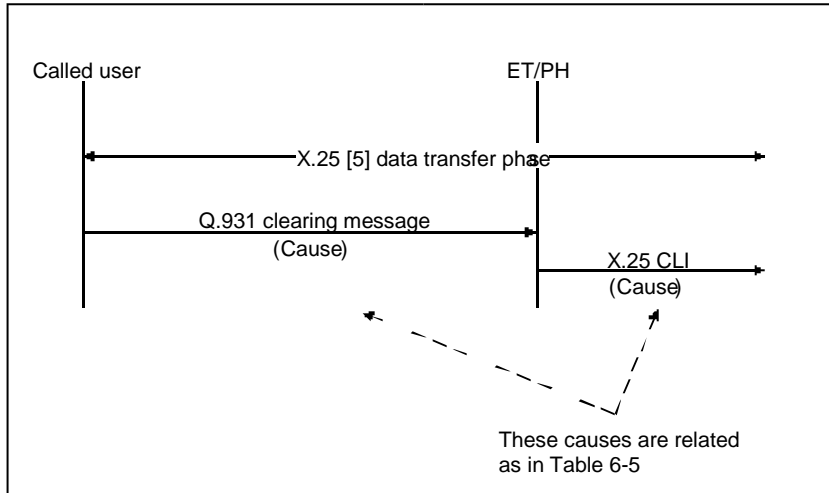 Called user
ET/PH
X.25 [5] data transfer phase
Q.931 clearing message
(Cause)
X.25 CLI
(Cause)
These causes are related
as in Table 6-5